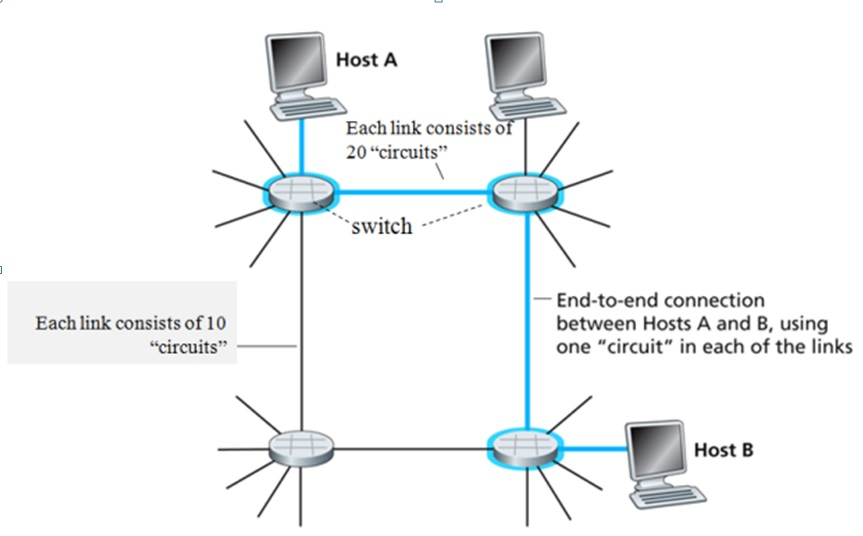 Host A
Each link consists of
20 “circuits”
switch
Each link consists of 10
“circuits”
End-to-end connection
between Hosts A and B, using
one “circuit” in each of the links
Host B